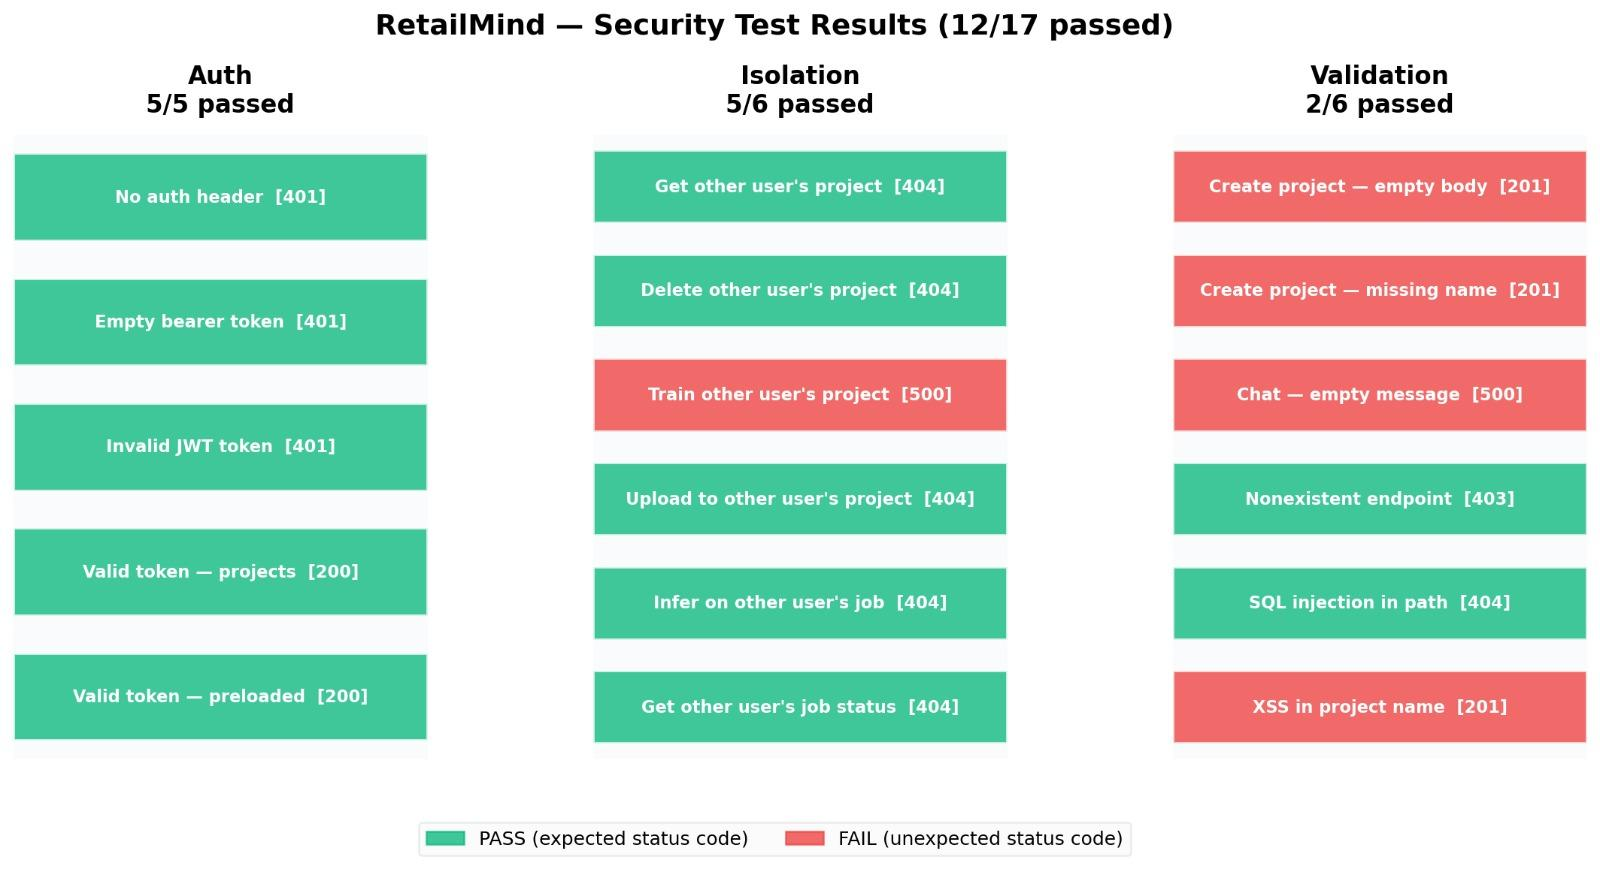 RetailMind — Security Test Results (12/17 passed)
Auth
5/5 passed
No auth header [401]
Empty bearer token [401]
Invalid JWT token [401]
Valid token — projects [200]
Valid token — preloaded [200]
Isolation
5/6 passed
Get other user's project [404]
Delete other user's project [404]
Train other user's project [500]
Upload to other user's project [404]
Infer on other user's job [404]
Get other user's job status [404]
Validation
2/6 passed
Create project — empty body [201]
Create project — missing name [201]
Chat — empty message [500]
Nonexistent endpoint [403]
SQL injection in path [404]
XSS in project name [201]
PASS (expected status code)
FAIL (unexpected status code)